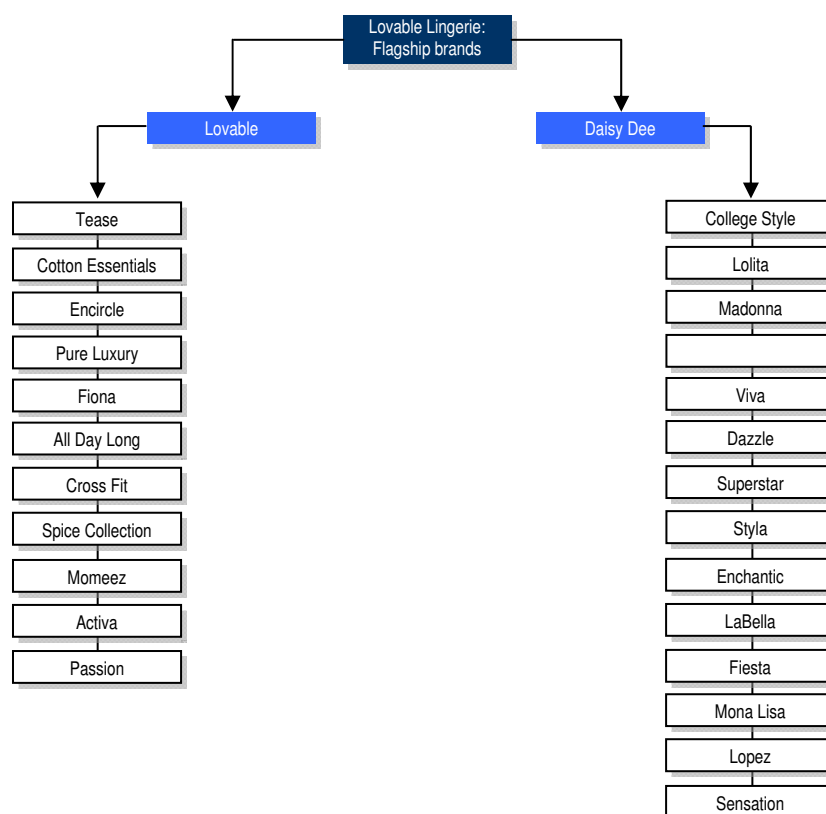 Lovable Lingerie:
Flagship brands
Lovable
Daisy Dee
Tease
Cotton Essentials
Encircle
Pure Luxury
Fiona
All Day Long
Cross Fit
Spice Collection
Momeez
Activa
Passion
College Style
Lolita
Madonna
Viva
Dazzle
Superstar
Styla
Enchantic
LaBella
Fiesta
Mona Lisa
Lopez
Sensation